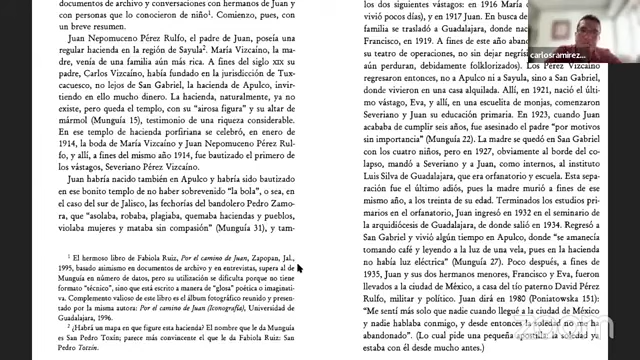 documentos de archivo y conversaciones con hermanos de Juan y
con personas que lo conocieron de niño¹. Comienzo, pues, con
un breve resumen.
Juan Nepomuceno Pérez Rulfo, el padre de Juan, poseía una
regular hacienda en la región de Sayula². María Vizcaíno, la ma-
dre, venía de una familia aún más rica. A fines del siglo XIX su
padre, Carlos Vizcaíno, había fundado en la jurisdicción de Tux-
cacuesco, no lejos de San Gabriel, la hacienda de Apulco, invir-
tiendo en ello mucho dinero. La hacienda, naturalmente, ya no
existe, pero queda el templo, con su "airosa figura" y su altar de
mármol (Munguía 15), testimonio de una riqueza considerable.
En ese templo de hacienda porfiriana se celebró, en enero de
1914, la boda de María Vizcaíno y Juan Nepomuceno Pérez Rul-
fo, y allí, a fines del mismo año 1914, fue bautizado el primero de
los vástagos, Severiano Pérez Vizcaíno.
Juan habría nacido también en Apulco y habría sido bautizado
en ese bonito templo de no haber sobrevenido "la bola", o sea, en
el caso del sur de Jalisco, las fechorías del bandolero Pedro Zamo-
ra, que "asolaba, robaba, plagiaba, quemaba haciendas y pueblos,
violaba mujeres y mataba sin compasión" (Munguía 31), y tam-
¹ El hermoso libro de Fabiola Ruiz, Por el camino de Juan, Zapopan, Jal.,
1995, basado asimismo en documentos de archivo y en entrevistas, supera al de
Munguía en número de datos, pero su utilización se dificulta porque no tiene
formato "técnico", sino que está escrito a manera de "glosa" poética o imaginati-
va. Complemento valioso de este libro es el álbum fotográfico reunido y presen-
tado por la misma autora: Por el camino de Juan (Iconografía), Universidad de
Guadalajara, 1996.
² ¿Habrá un mapa en que figure esta hacienda? El nombre que le da Munguía
es San Pedro Toxín; parece más convincente el que le da Fabiola Ruiz: San
Pedro Totzin.
los dos siguientes vástagos: en 1916 María
vivió pocos días), y en 1917 Juan. En busca de
familia se trasladó a Guadalajara, donde nació
Francisco, en 1919. A fines de este año aban
su teatro de operaciones, no sin dejar negr
aún perduran, debidamente folklorizados). Los Pérez Vizcaíno
regresaron entonces, no a Apulco ni a Sayula, sino a San Gabriel,
donde vivieron en una casa alquilada. Allí, en 1921, nació el últi-
mo vástago, Eva, y allí, en una escuelita de monjas, comenzaron
Severiano y Juan su educación primaria. En 1923, cuando Juan
acababa de cumplir seis años, fue asesinado el padre "por motivos
sin importancia" (Munguía 22). La madre se quedó en San Gabriel
con los cuatro niños, pero en 1927, obviamente al borde del co-
lapso, mandó a Severiano y a Juan, como internos, al instituto
Luis Silva de Guadalajara, que era orfanatorio y escuela. Esta sepa-
ración fue el último adiós, pues la madre murió a fines de ese
mismo año, a los treinta de su edad. Terminados los estudios pri-
marios en el orfanatorio, Juan ingresó en 1932 en el seminario de
la arquidiócesis de Guadalajara, de donde salió en 1934. Regresó a
San Gabriel y vivió algún tiempo en Apulco, donde "se amanecía
tomando café y leyendo a la luz de una vela, pues en la hacienda
no había luz eléctrica" (Munguía 27). Poco después, a fines de
1935, Juan y sus dos hermanos menores, Francisco y Eva, fueron
llevados a la ciudad de México, a casa del tío paterno David Pérez
Rulfo, militar y político. Juan dirá en 1980 (Poniatowska 151):
"Me sentí más solo que nadie cuando llegué a la ciudad de México
y nadie hablaba conmigo, y desde entonces la soledad no me ha
abandonado". (Lo cual pide una pequeña apostilla: la soledad ya
estaba con él desde mucho antes.)
carlosramirez...
zoom